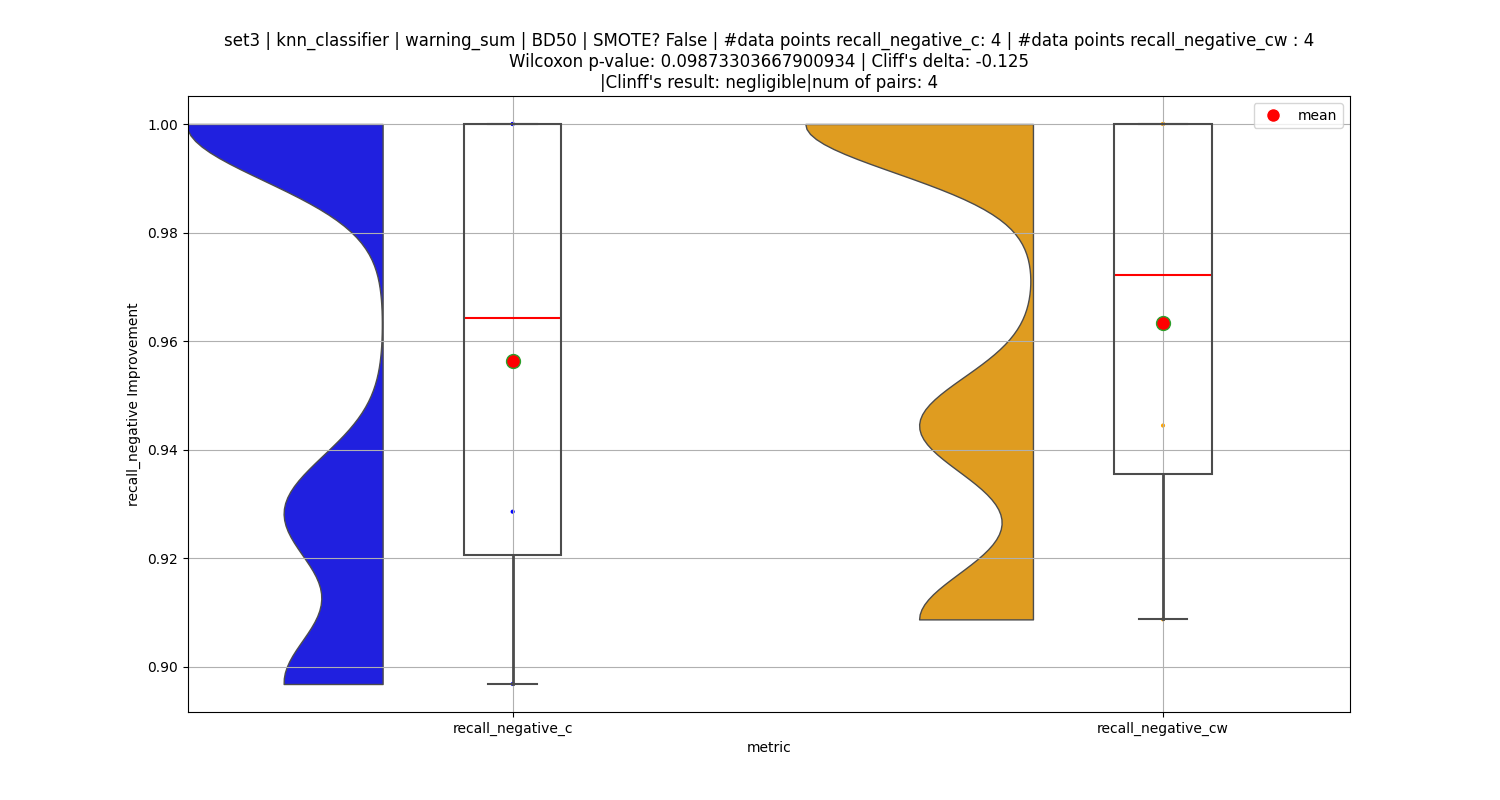 set3 | knn_classifier | warning_sum | BD50 | SMOTE? False | #data points recall_negative_c: 4 | #data points recall_negative_cw : 4
Wilcoxon p-value: 0.09873303667900934 | Cliff's delta: -0.125
|Clinff's result: negligible|num of pairs: 4
mean
1.00
0.98
0.96
0.94
0.92
0.90
recall_negative Improvement
recall_negative_c
recall_negative_cw
metric